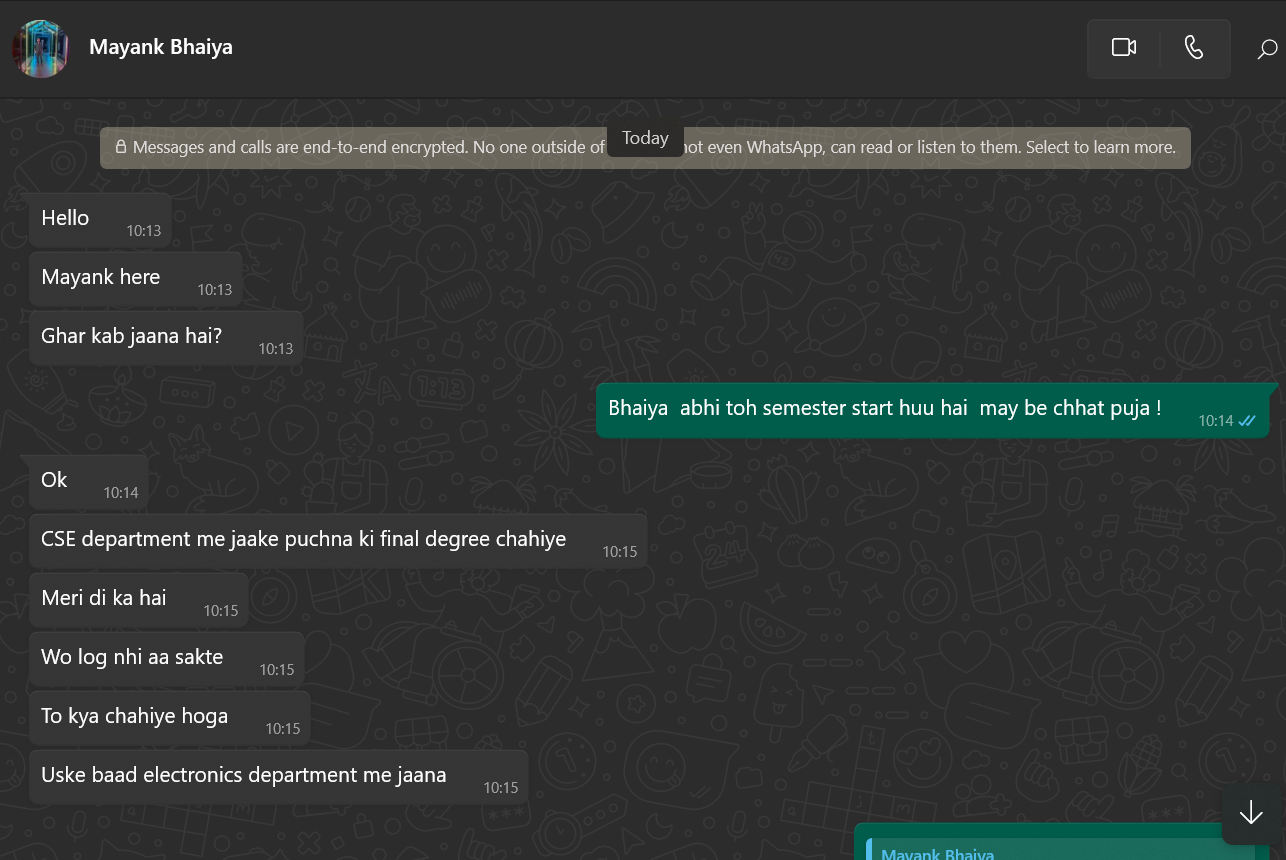 Mayank Bhaiya
Messages and calls are end-to-end encrypted. No one outside of Today not even WhatsApp, can read or listen to them. Select to learn more.
Hello 10:13
Mayank here 10:13
Ghar kab jaana hai? 10:13
Bhaiya abhi toh semester start huu hai may be chhat puja ! 10:14
Ok 10:14
CSE department me jaake puchna ki final degree chahiye 10:15
Meri di ka hai 10:15
Wo log nhi aa sakte 10:15
To kya chahiye hoga 10:15
Uske baad electronics department me jaana 10:15
Mayank Bhaiya